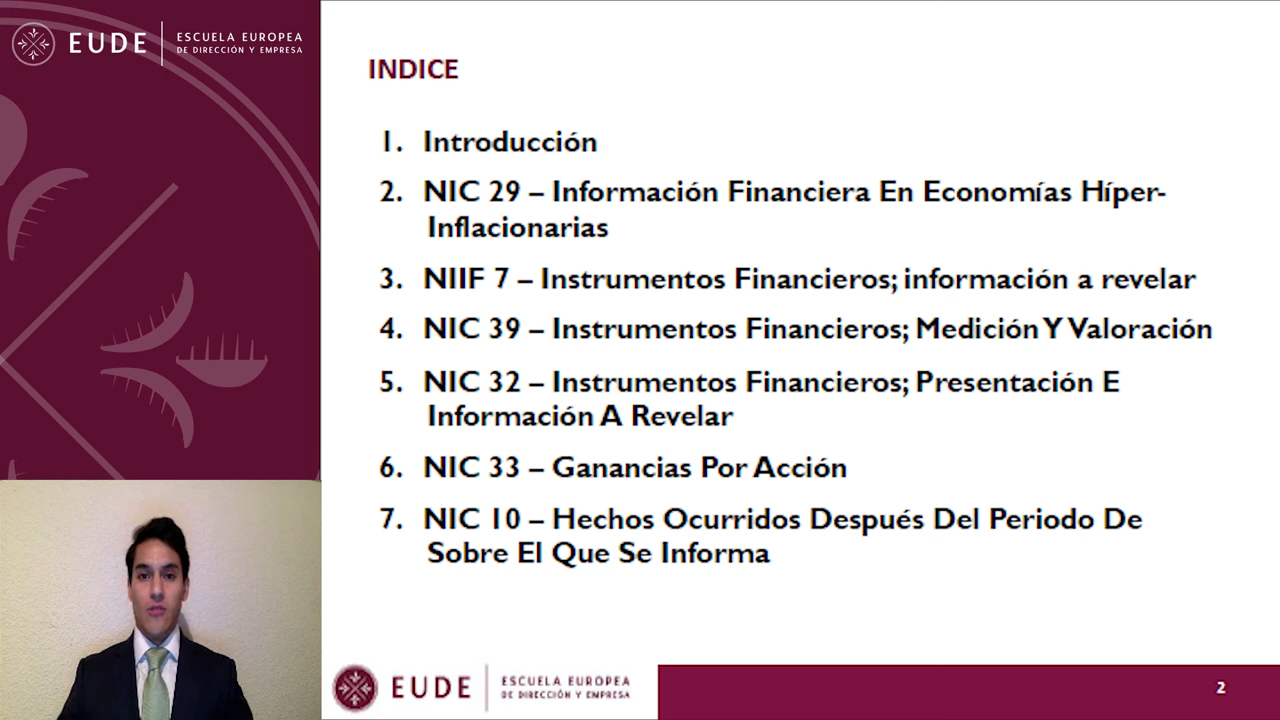 EUDE
ESCUELA EUROPEA
DE DIRECCIÓN Y EMPRESA
INDICE
1. Introducción
2. NIC 29 – Información Financiera En Economías Híper-
Inflacionarias
3. NIIF 7 – Instrumentos Financieros; información a revelar
4. NIC 39 – Instrumentos Financieros; Medición Y Valoración
5. NIC 32 – Instrumentos Financieros; Presentación E
Información A Revelar
6. NIC 33 – Ganancias Por Acción
7. NIC 10 – Hechos Ocurridos Después Del Periodo De
Sobre El Que Se Informa
EUDE
ESCUELA EUROPEA
DE DIRECCIÓN Y EMPRESA
2